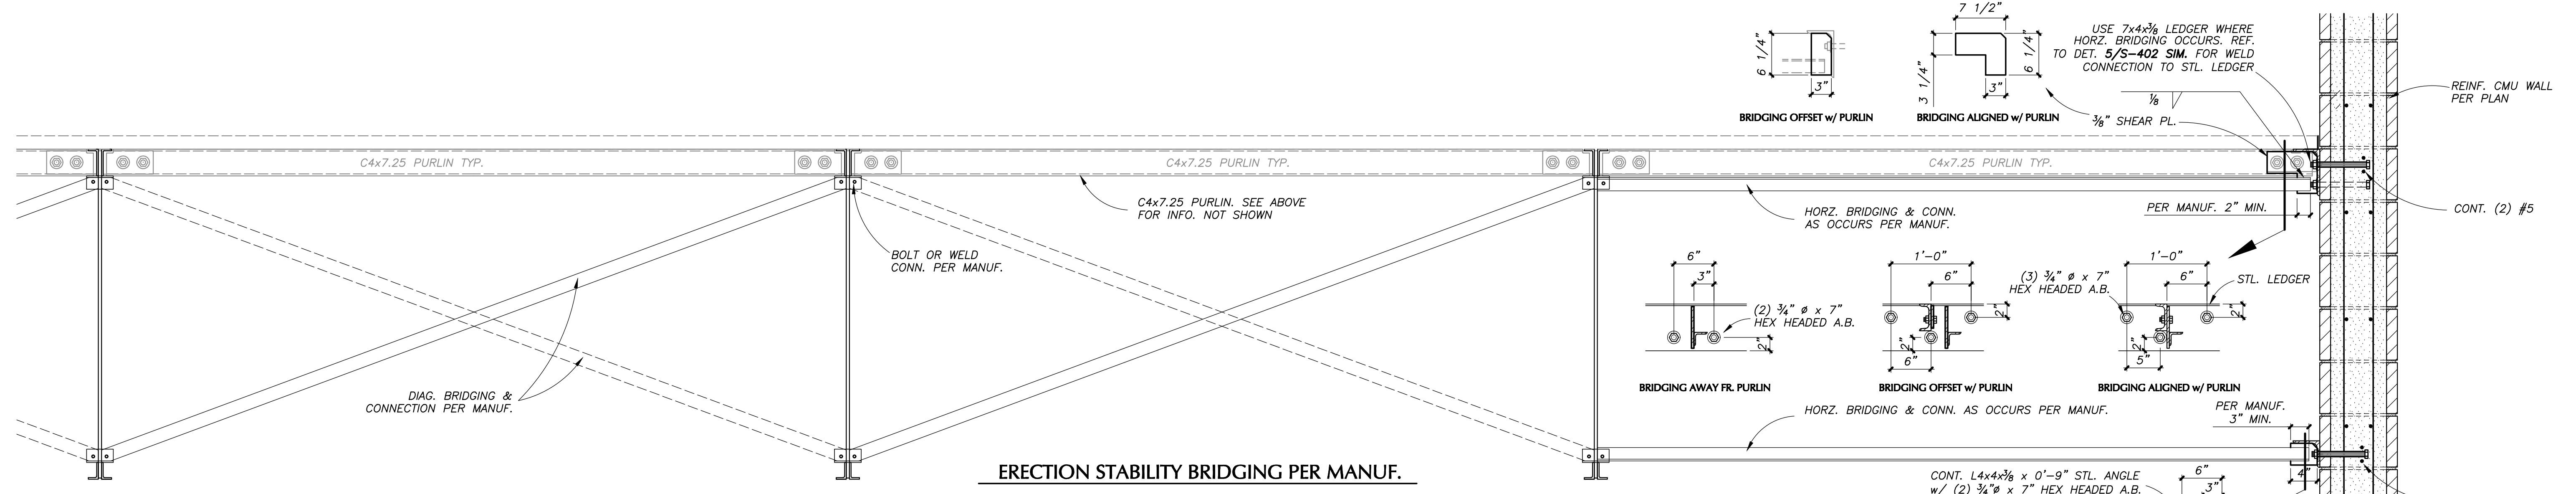 7 1/2"
6 1/4"
3"
3 1/4"
6 1/4"
3"
BRIDGING OFFSET w/ PURLIN
BRIDGING ALIGNED w/ PURLIN
USE 7x4x⅜ LEDGER WHERE
HORZ. BRIDGING OCCURS. REF.
TO DET. 5/S-402 SIM. FOR WELD
CONNECTION TO STL. LEDGER
⅛
⅜" SHEAR PL.
REINF. CMU WALL
PER PLAN
C4x7.25 PURLIN TYP.
C4x7.25 PURLIN TYP.
C4x7.25 PURLIN TYP.
C4x7.25 PURLIN. SEE ABOVE
FOR INFO. NOT SHOWN
HORZ. BRIDGING & CONN.
AS OCCURS PER MANUF.
PER MANUF. 2" MIN.
CONT. (2) #5
BOLT OR WELD
CONN. PER MANUF.
6"
3"
(2) ¾" ø x 7"
HEX HEADED A.B.
2"
BRIDGING AWAY FR. PURLIN
1'-0"
6"
2"
2"
6"
BRIDGING OFFSET w/ PURLIN
1'-0"
(3) ¾" ø x 7"
HEX HEADED A.B.
6"
STL. LEDGER
2"
2"
5"
BRIDGING ALIGNED w/ PURLIN
DIAG. BRIDGING &
CONNECTION PER MANUF.
HORZ. BRIDGING & CONN. AS OCCURS PER MANUF.
PER MANUF.
3" MIN.
ERECTION STABILITY BRIDGING PER MANUF.
CONT. L4x4x⅜ x 0'-9" STL. ANGLE
w/ (2) ¾"ø x 7" HEX HEADED A.B.
6"
3"
4"